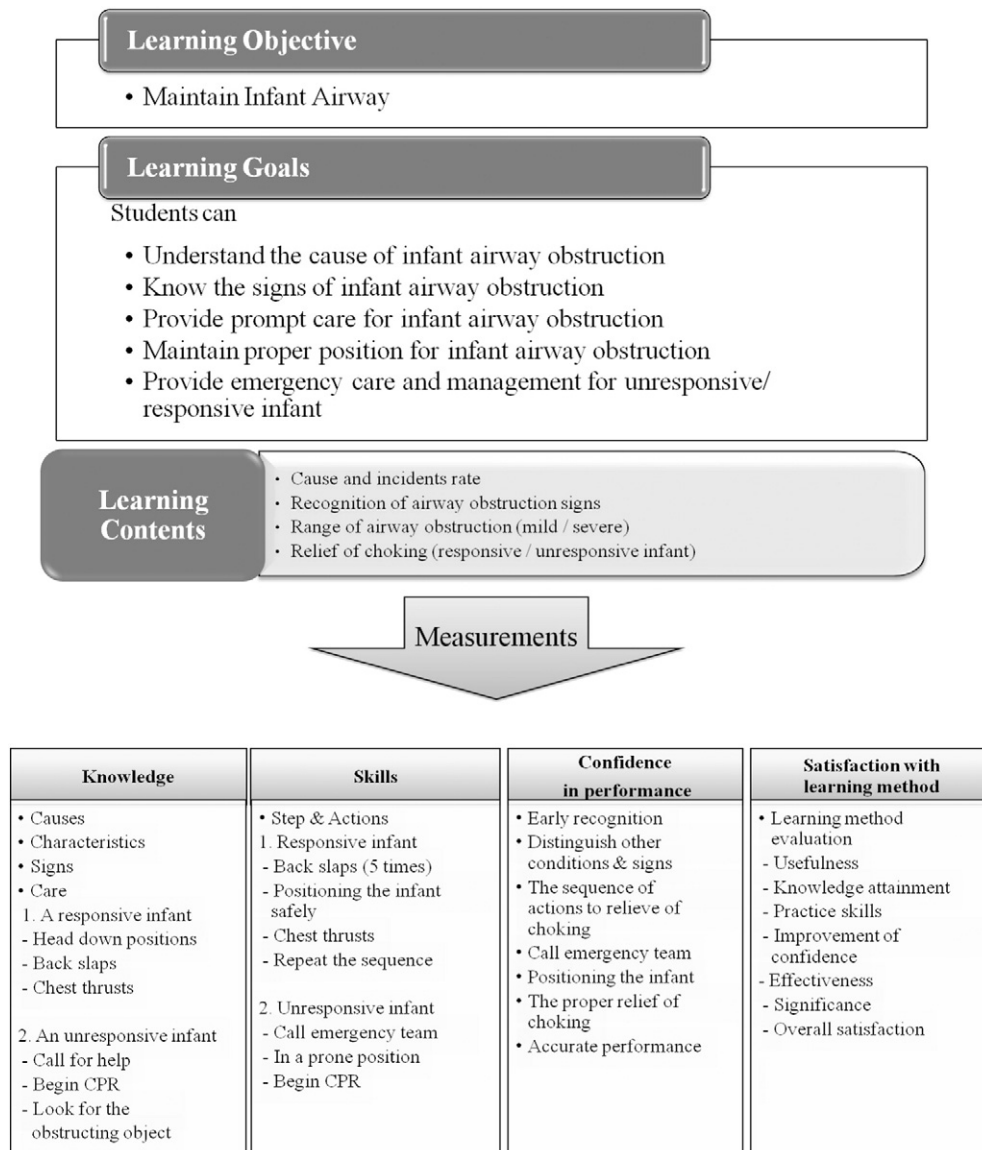 Learning Objective
• Maintain Infant Airway
Learning Goals
Students can
• Understand the cause of infant airway obstruction
• Know the signs of infant airway obstruction
• Provide prompt care for infant airway obstruction
• Maintain proper position for infant airway obstruction
• Provide emergency care and management for unresponsive/
responsive infant
Learning
Contents
• Cause and incidents rate
• Recognition of airway obstruction signs
• Range of airway obstruction (mild / severe)
• Relief of choking (responsive / unresponsive infant)
Measurements
Knowledge
• Causes
• Characteristics
• Signs
• Care
1. A responsive infant
- Head down positions
- Back slaps
- Chest thrusts
2. An unresponsive infant
- Call for help
- Begin CPR
- Look for the
obstructing object
Skills
• Step & Actions
1. Responsive infant
- Back slaps (5 times)
- Positioning the infant
safely
- Chest thrusts
- Repeat the sequence
2. Unresponsive infant
- Call emergency team
- In a prone position
- Begin CPR
Confidence
in performance
• Early recognition
• Distinguish other
conditions & signs
• The sequence of
actions to relieve of
choking
• Call emergency team
• Positioning the infant
• The proper relief of
choking
• Accurate performance
Satisfaction with
learning method
• Learning method
evaluation
- Usefulness
- Knowledge attainment
- Practice skills
- Improvement of
confidence
- Effectiveness
- Significance
- Overall satisfaction